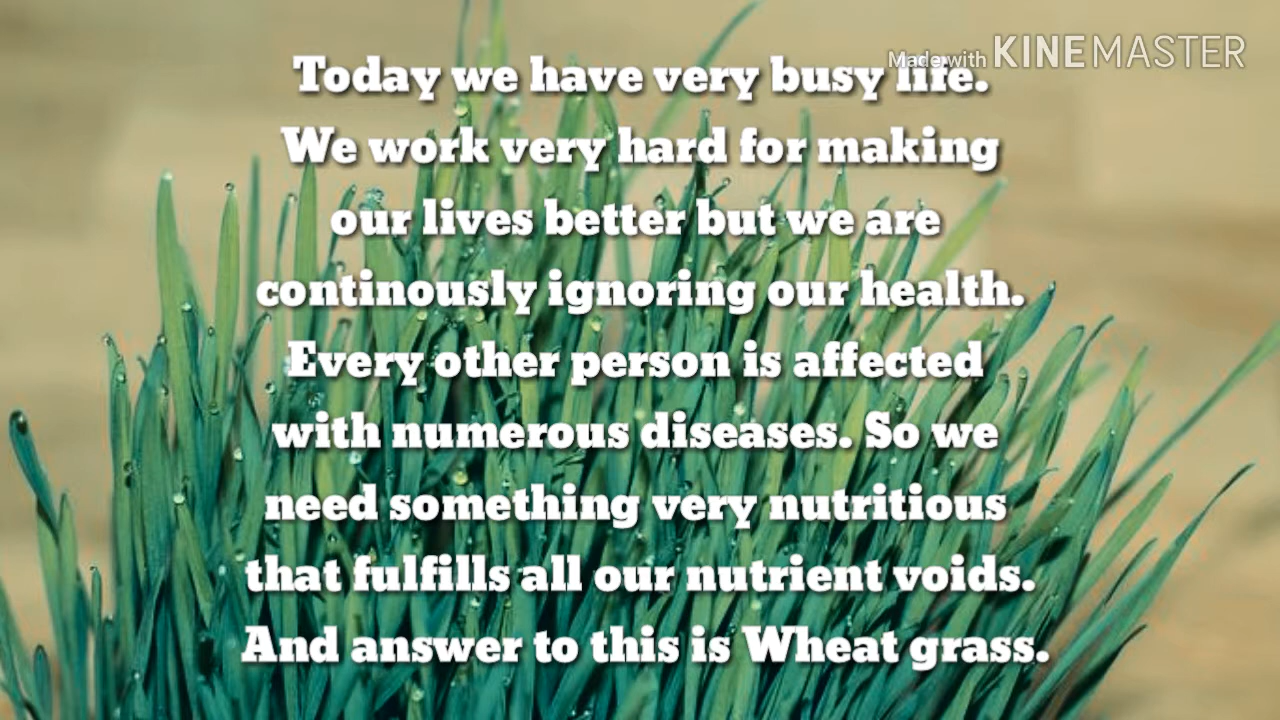 Made with KINEMASTER
Today we have very busy life.
We work very hard for making
our lives better but we are
continously ignoring our health.
Every other person is affected
with numerous diseases. So we
need something very nutritious
that fulfills all our nutrient voids.
And answer to this is Wheat grass.